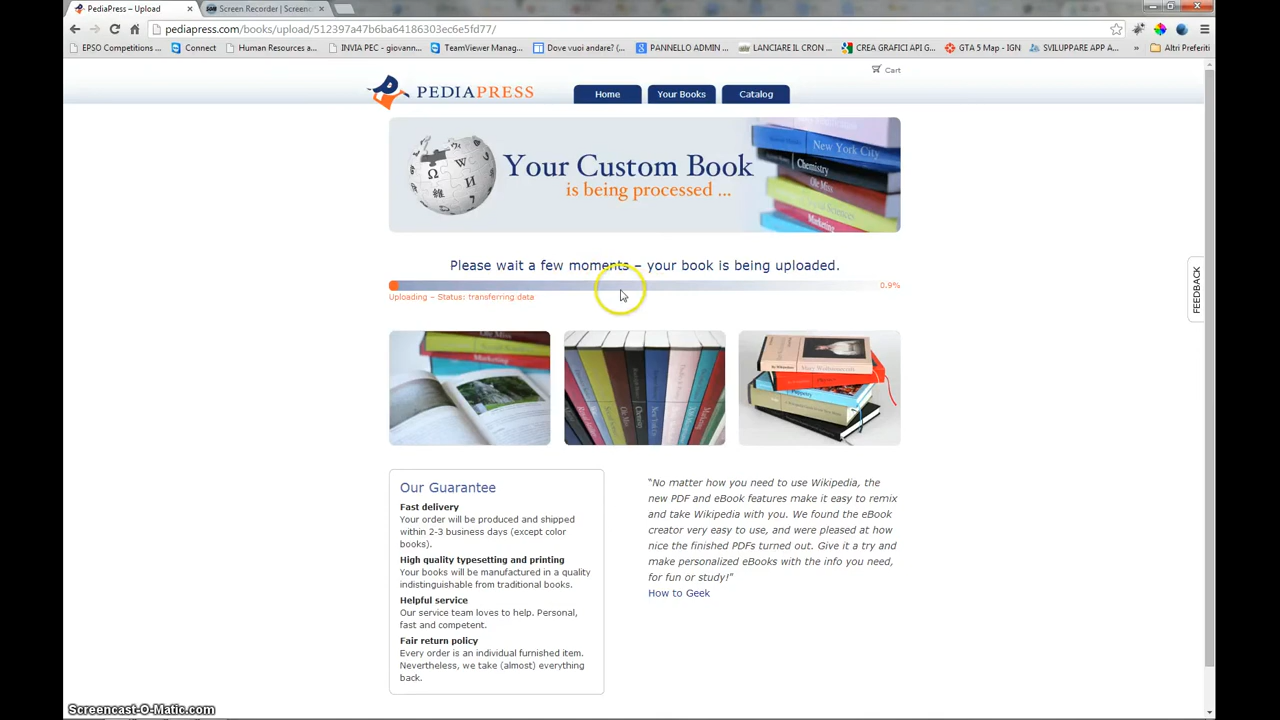 PediaPress – Upload
Screen Recorder | Screenc
pediapress.com/books/upload/512397a47b6ba64186303ec6e5fd77/
EPSO Competitions ...
Connect
Human Resources a...
INVIA PEC - giovann...
TeamViewer Manag...
Dove vuoi andare? (...
PANNELLO ADMIN ...
LANCIARE IL CRON ...
CREA GRAFICI API G...
GTA 5 Map - IGN
SVILUPPARE APP A...
»
Altri Preferiti
Cart
PEDIAPRESS
Home
Your Books
Catalog
Your Custom Book
is being processed ...
New York City
Chemistry
Ole Miss
Marketing
Please wait a few moments – your book is being uploaded.
0.9%
Uploading – Status: transferring data
FEEDBACK
Our Guarantee
Fast delivery
Your order will be produced and shipped
within 2-3 business days (except color
books).
High quality typesetting and printing
Your books will be manufactured in a quality
indistinguishable from traditional books.
Helpful service
Our service team loves to help. Personal,
fast and competent.
Fair return policy
Every order is an individual furnished item.
Nevertheless, we take (almost) everything
back.
“No matter how you need to use Wikipedia, the
new PDF and eBook features make it easy to remix
and take Wikipedia with you. We found the eBook
creator very easy to use, and were pleased at how
nice the finished PDFs turned out. Give it a try and
make personalized eBooks with the info you need,
for fun or study!”
How to Geek
Screencast-O-Matic.com